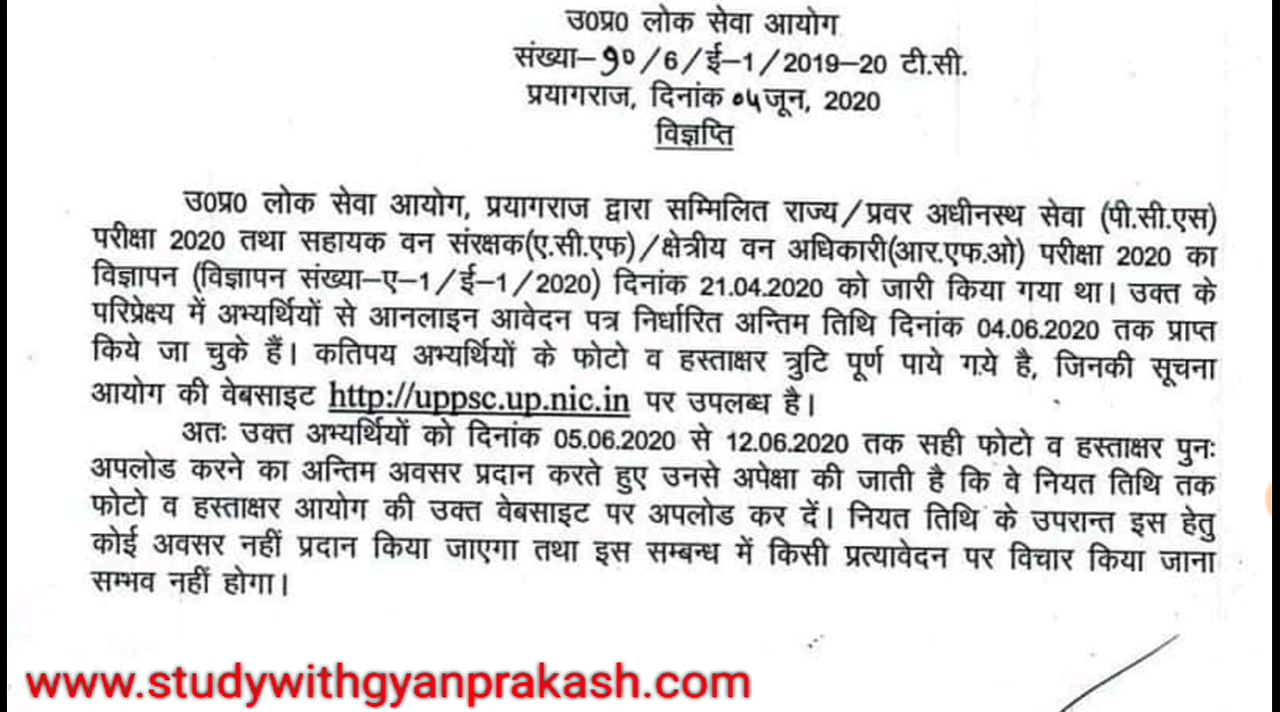 उ0प्र0 लोक सेवा आयोग
संख्या–१०/6/ई–1/2019–20 टी.सी.
प्रयागराज, दिनांक ०५ जून, 2020
विज्ञप्ति
उ0प्र0 लोक सेवा आयोग, प्रयागराज द्वारा सम्मिलित राज्य/प्रवर अधीनस्थ सेवा (पी.सी.एस)
परीक्षा 2020 तथा सहायक वन संरक्षक(ए.सी.एफ)/क्षेत्रीय वन अधिकारी(आर.एफ.ओ) परीक्षा 2020 का
विज्ञापन (विज्ञापन संख्या–ए–1/ई–1/2020) दिनांक 21.04.2020 को जारी किया गया था। उक्त के
परिप्रेक्ष्य में अभ्यर्थियों से आनलाइन आवेदन पत्र निर्धारित अन्तिम तिथि दिनांक 04.06.2020 तक प्राप्त
किये जा चुके हैं। कतिपय अभ्यर्थियों के फोटो व हस्ताक्षर त्रुटि पूर्ण पाये गये है, जिनकी सूचना
आयोग की वेबसाइट http://uppsc.up.nic.in पर उपलब्ध है।
अतः उक्त अभ्यर्थियों को दिनांक 05.06.2020 से 12.06.2020 तक सही फोटो व हस्ताक्षर पुनः
अपलोड करने का अन्तिम अवसर प्रदान करते हुए उनसे अपेक्षा की जाती है कि वे नियत तिथि तक
फोटो व हस्ताक्षर आयोग की उक्त वेबसाइट पर अपलोड कर दें। नियत तिथि के उपरान्त इस हेतु
कोई अवसर नहीं प्रदान किया जाएगा तथा इस सम्बन्ध में किसी प्रत्यावेदन पर विचार किया जाना
सम्भव नहीं होगा।
www.studywithgyanprakash.com